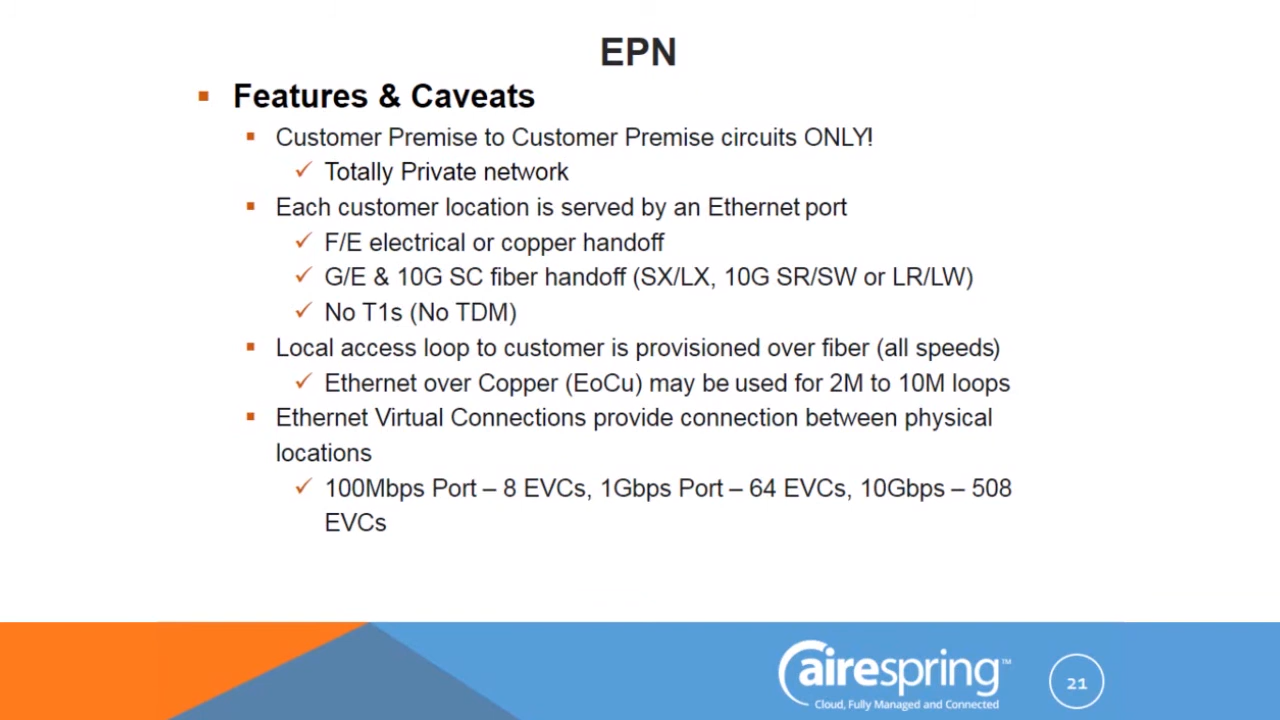 EPN
Features & Caveats
Customer Premise to Customer Premise circuits ONLY!
Totally Private network
Each customer location is served by an Ethernet port
F/E electrical or copper handoff
G/E & 10G SC fiber handoff (SX/LX, 10G SR/SW or LR/LW)
No T1s (No TDM)
Local access loop to customer is provisioned over fiber (all speeds)
Ethernet over Copper (EoCu) may be used for 2M to 10M loops
Ethernet Virtual Connections provide connection between physical
locations
100Mbps Port – 8 EVCs, 1Gbps Port – 64 EVCs, 10Gbps – 508
EVCs
airespring™
Cloud, Fully Managed and Connected
21